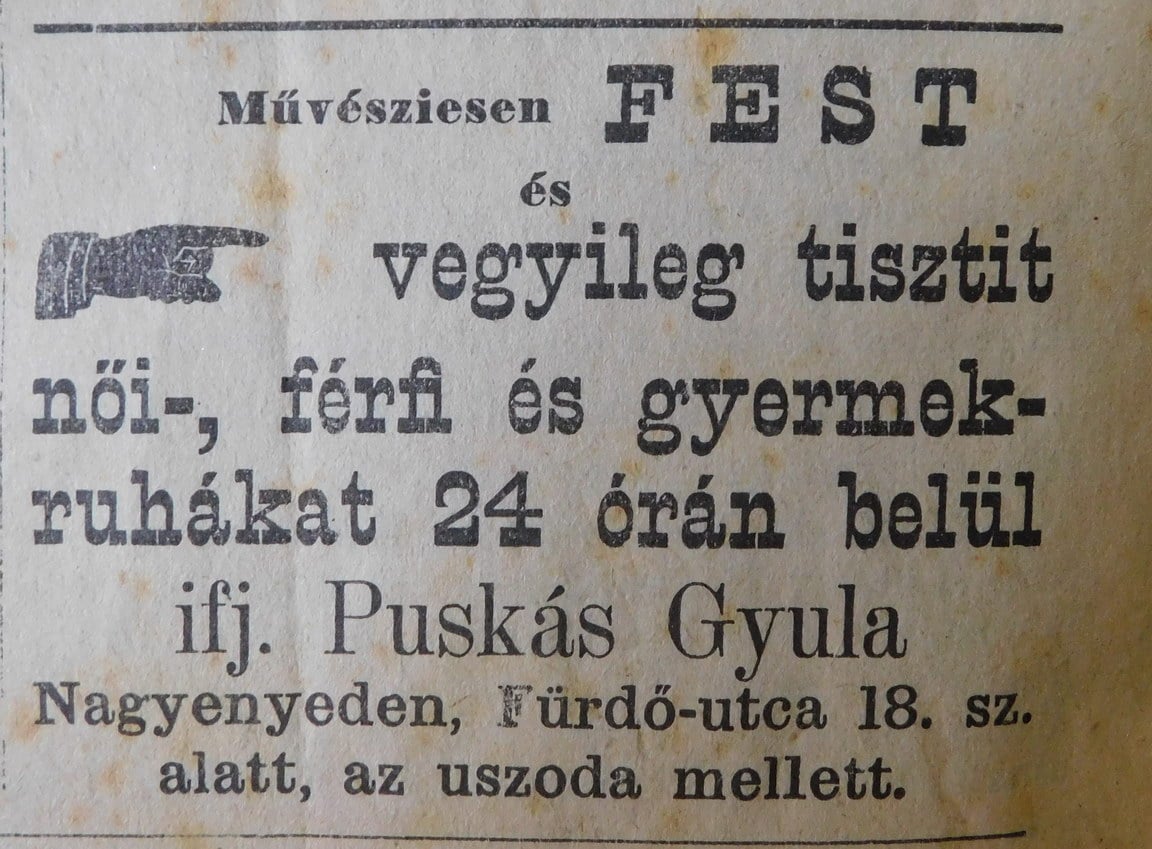 Művésziesen FEST
és
vegyileg tisztit
női-, férfi és gyermek-
ruhákat 24 órán belül
ifj. Puskás Gyula
Nagyenyeden, Fürdő-utca 18. sz.
alatt, az uszoda mellett.